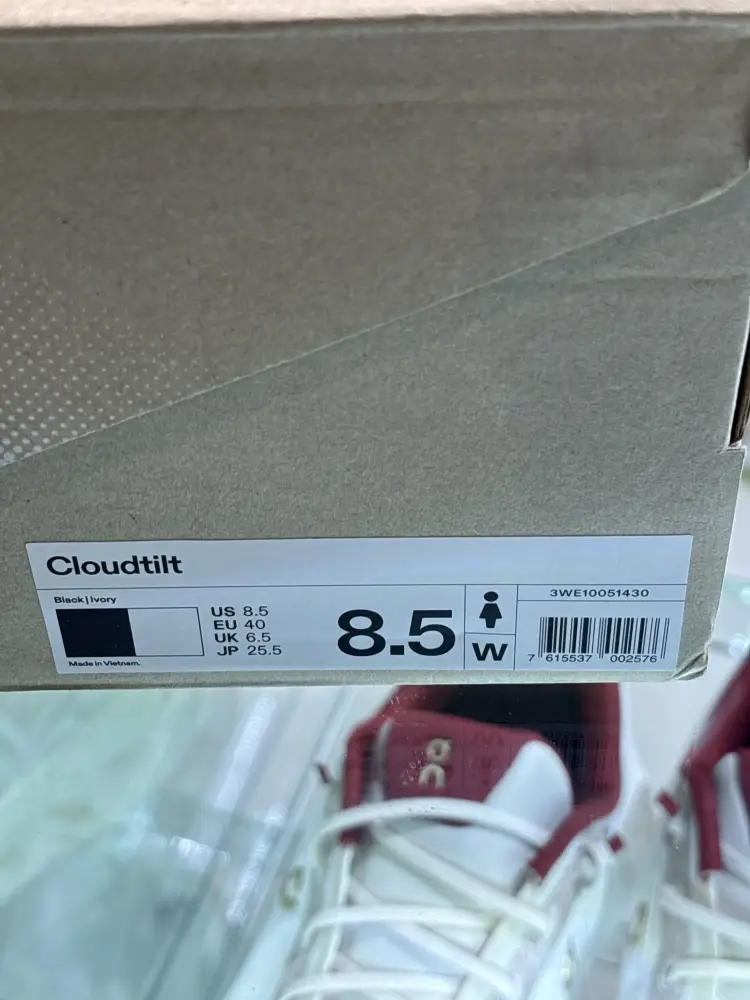 Cloudtilt
Black | Ivory
US 8.5
EU 40
UK 6.5
JP 25.5
Made in Vietnam.
8.5
W
3WE10051430
7 615537 002576